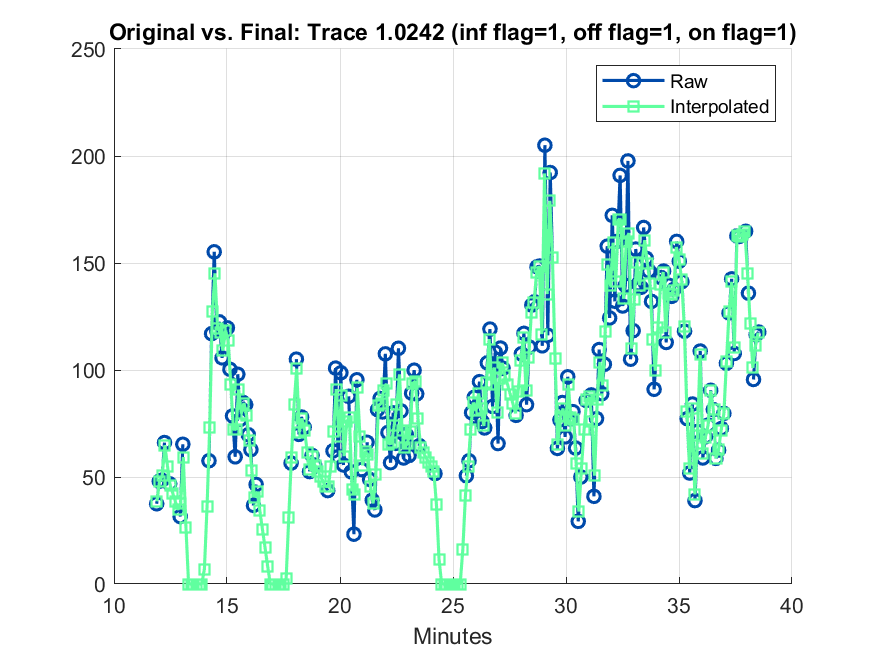 Original vs. Final: Trace 1.0242 (inf flag=1, off flag=1, on flag=1)
250
200
150
100
50
0
10 15 20 25 30 35 40
Minutes
Raw
Interpolated